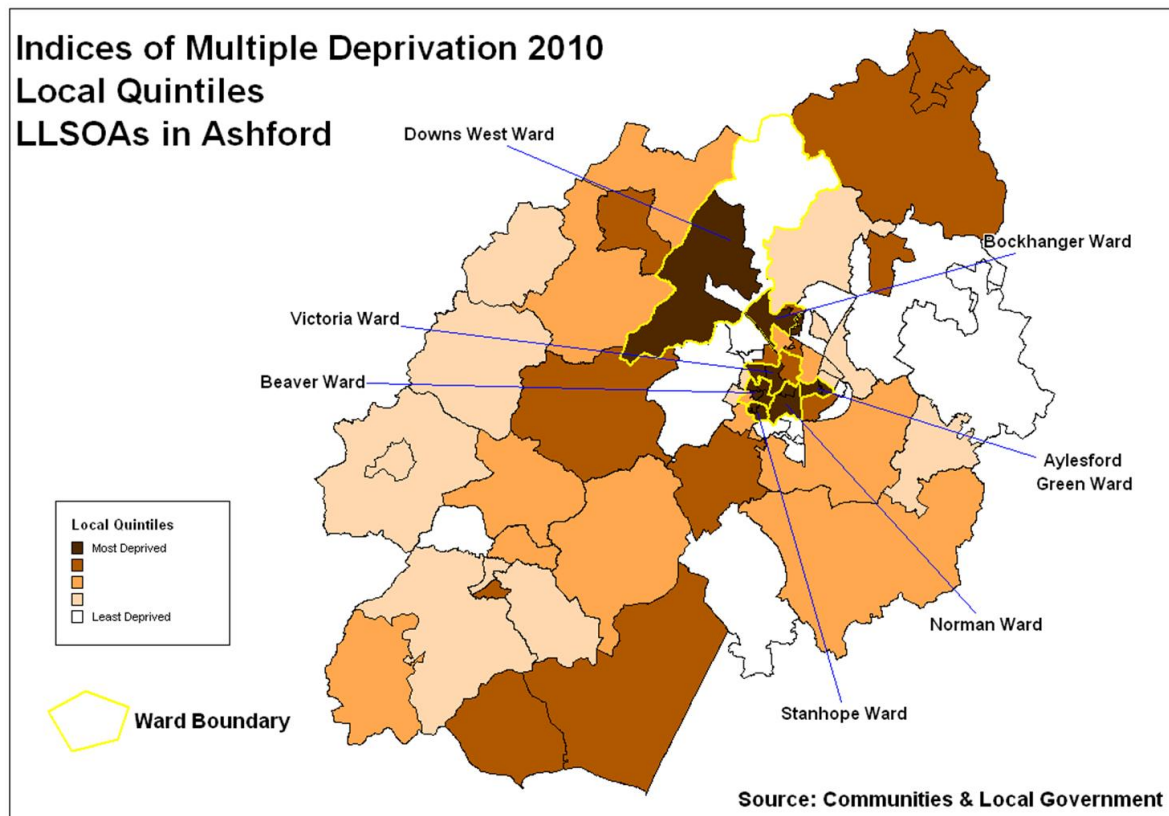 Indices of Multiple Deprivation 2010
Local Quintiles
LLSOAs in Ashford
Downs West Ward
Bockhanger Ward
Victoria Ward
Beaver Ward
Aylesford
Green Ward
Local Quintiles
Most Deprived
Least Deprived
Norman Ward
Stanhope Ward
Ward Boundary
Source: Communities & Local Government